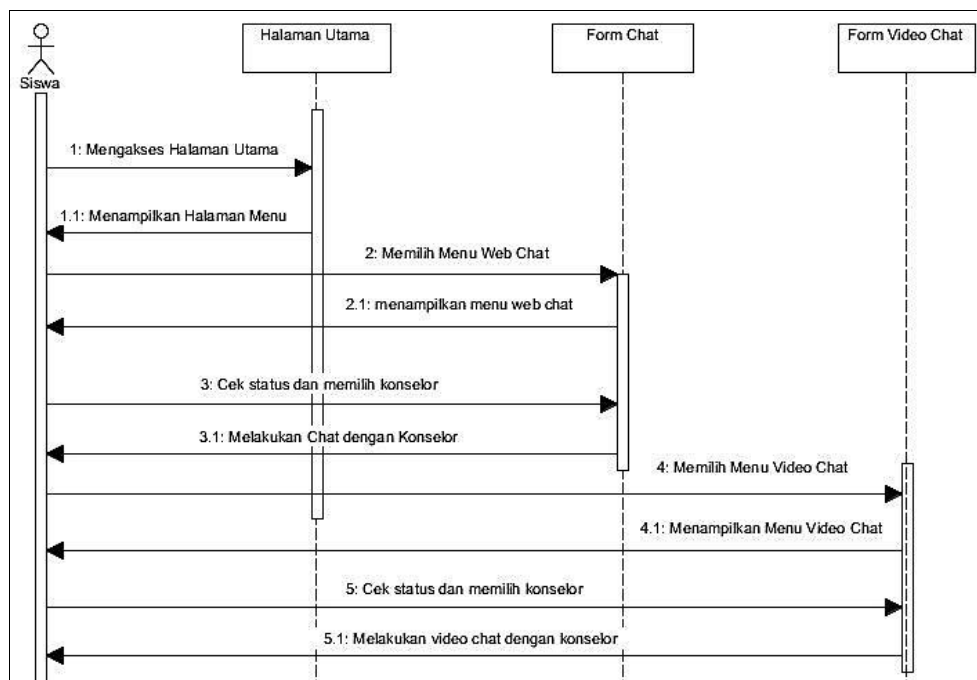 Halaman Utama
Form Chat
Form Video Chat
Siswa
1: Mengakses Halaman Utama
1.1: Menampilkan Halaman Menu
2: Memilih Menu Web Chat
2.1: menampilkan menu web chat
3: Cek status dan memilih konselor
3.1: Melakukan Chat dengan Konselor
4: Memilih Menu Video Chat
4.1: Menampilkan Menu Video Chat
5: Cek status dan memilih konselor
5.1: Melakukan video chat dengan konselor